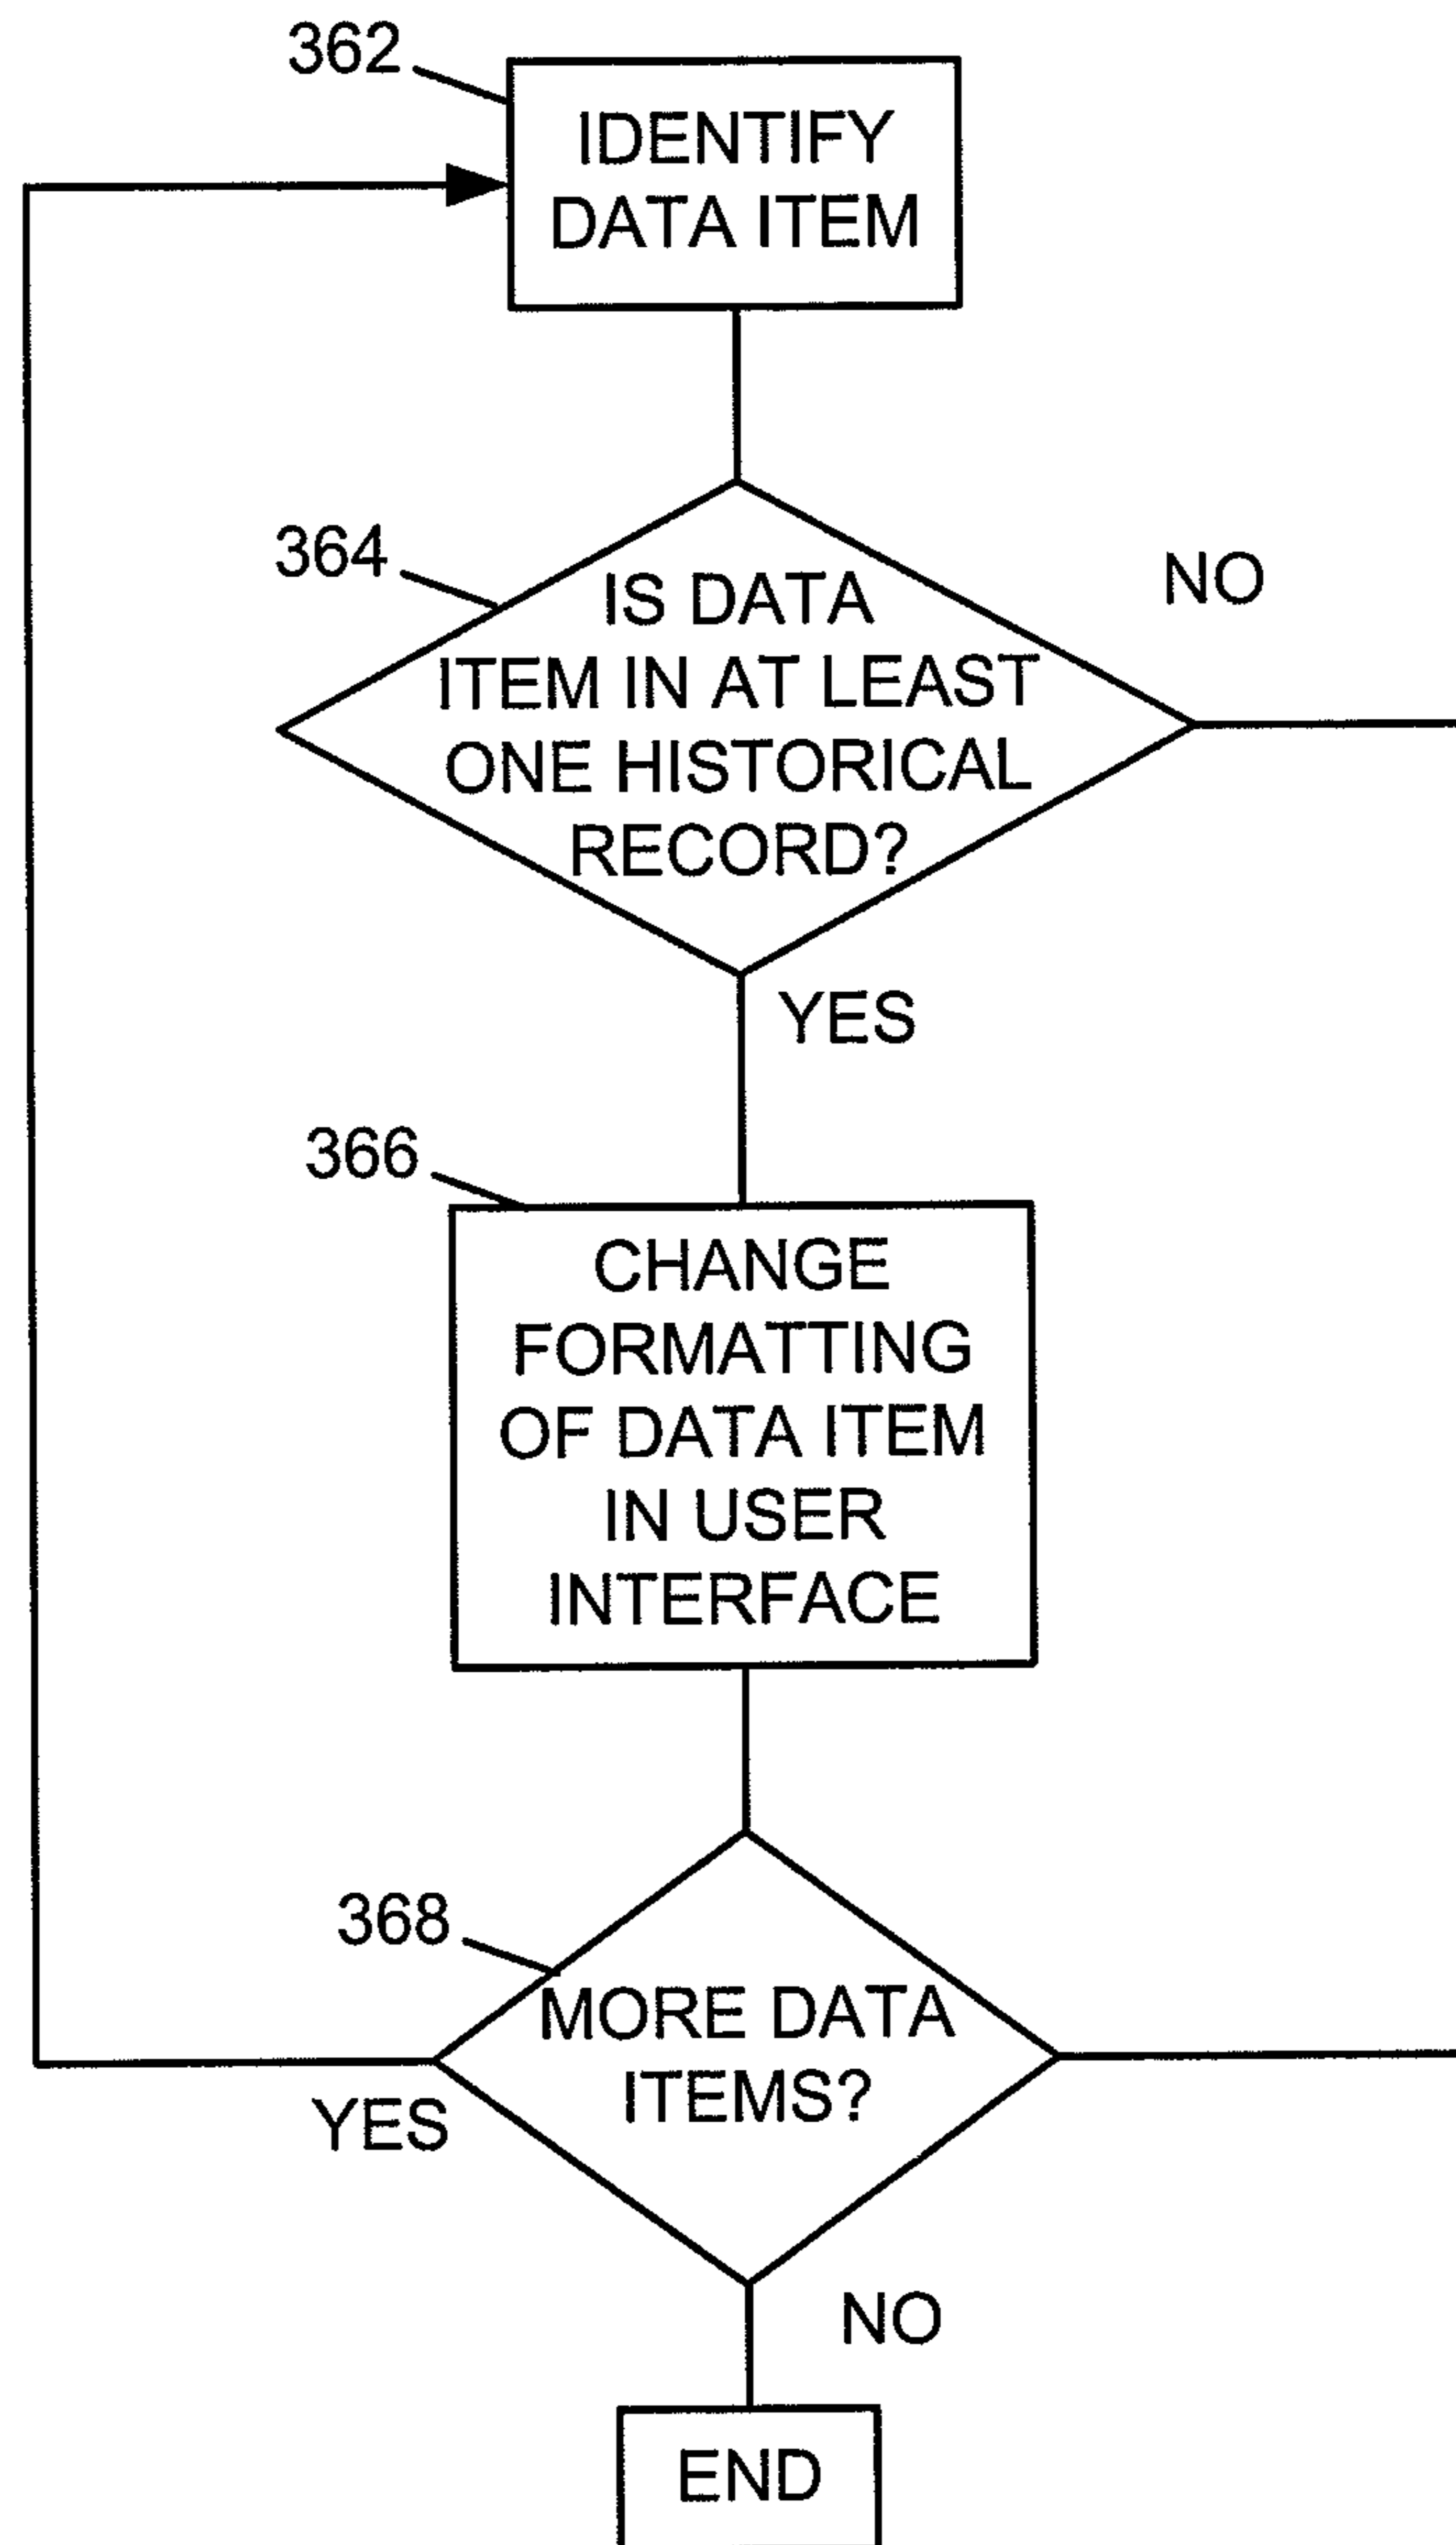 362
IDENTIFY
DATA ITEM
364
IS DATA
ITEM IN AT LEAST
ONE HISTORICAL
RECORD?
NO
YES
366
CHANGE
FORMATTING
OF DATA ITEM
IN USER
INTERFACE
368
MORE DATA
ITEMS?
YES
NO
END